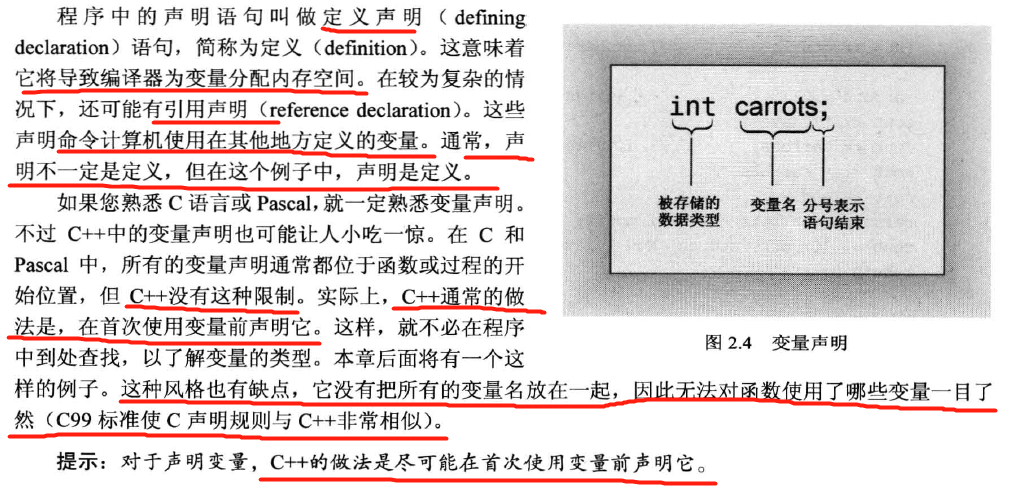 程序中的声明语句叫做定义声明（defining
declaration）语句，简称为定义（definition）。这意味着
它将导致编译器为变量分配内存空间。在较为复杂的情
况下，还可能有引用声明（reference declaration）。这些
声明命令计算机使用在其他地方定义的变量。通常，声
明不一定是定义，但在这个例子中，声明是定义。
如果您熟悉 C 语言或 Pascal，就一定熟悉变量声明。
不过 C++中的变量声明也可能让人小吃一惊。在 C 和
Pascal 中，所有的变量声明通常都位于函数或过程的开
始位置，但 C++没有这种限制。实际上，C++通常的做
法是，在首次使用变量前声明它。这样，就不必在程序
中到处查找，以了解变量的类型。本章后面将有一个这
样的例子。这种风格也有缺点，它没有把所有的变量名放在一起，因此无法对函数使用了哪些变量一目了
然（C99 标准使 C 声明规则与 C++非常相似）。
提示：对于声明变量，C++的做法是尽可能在首次使用变量前声明它。
int carrots;
被存储的
数据类型
变量名
分号表示
语句结束
图 2.4 变量声明